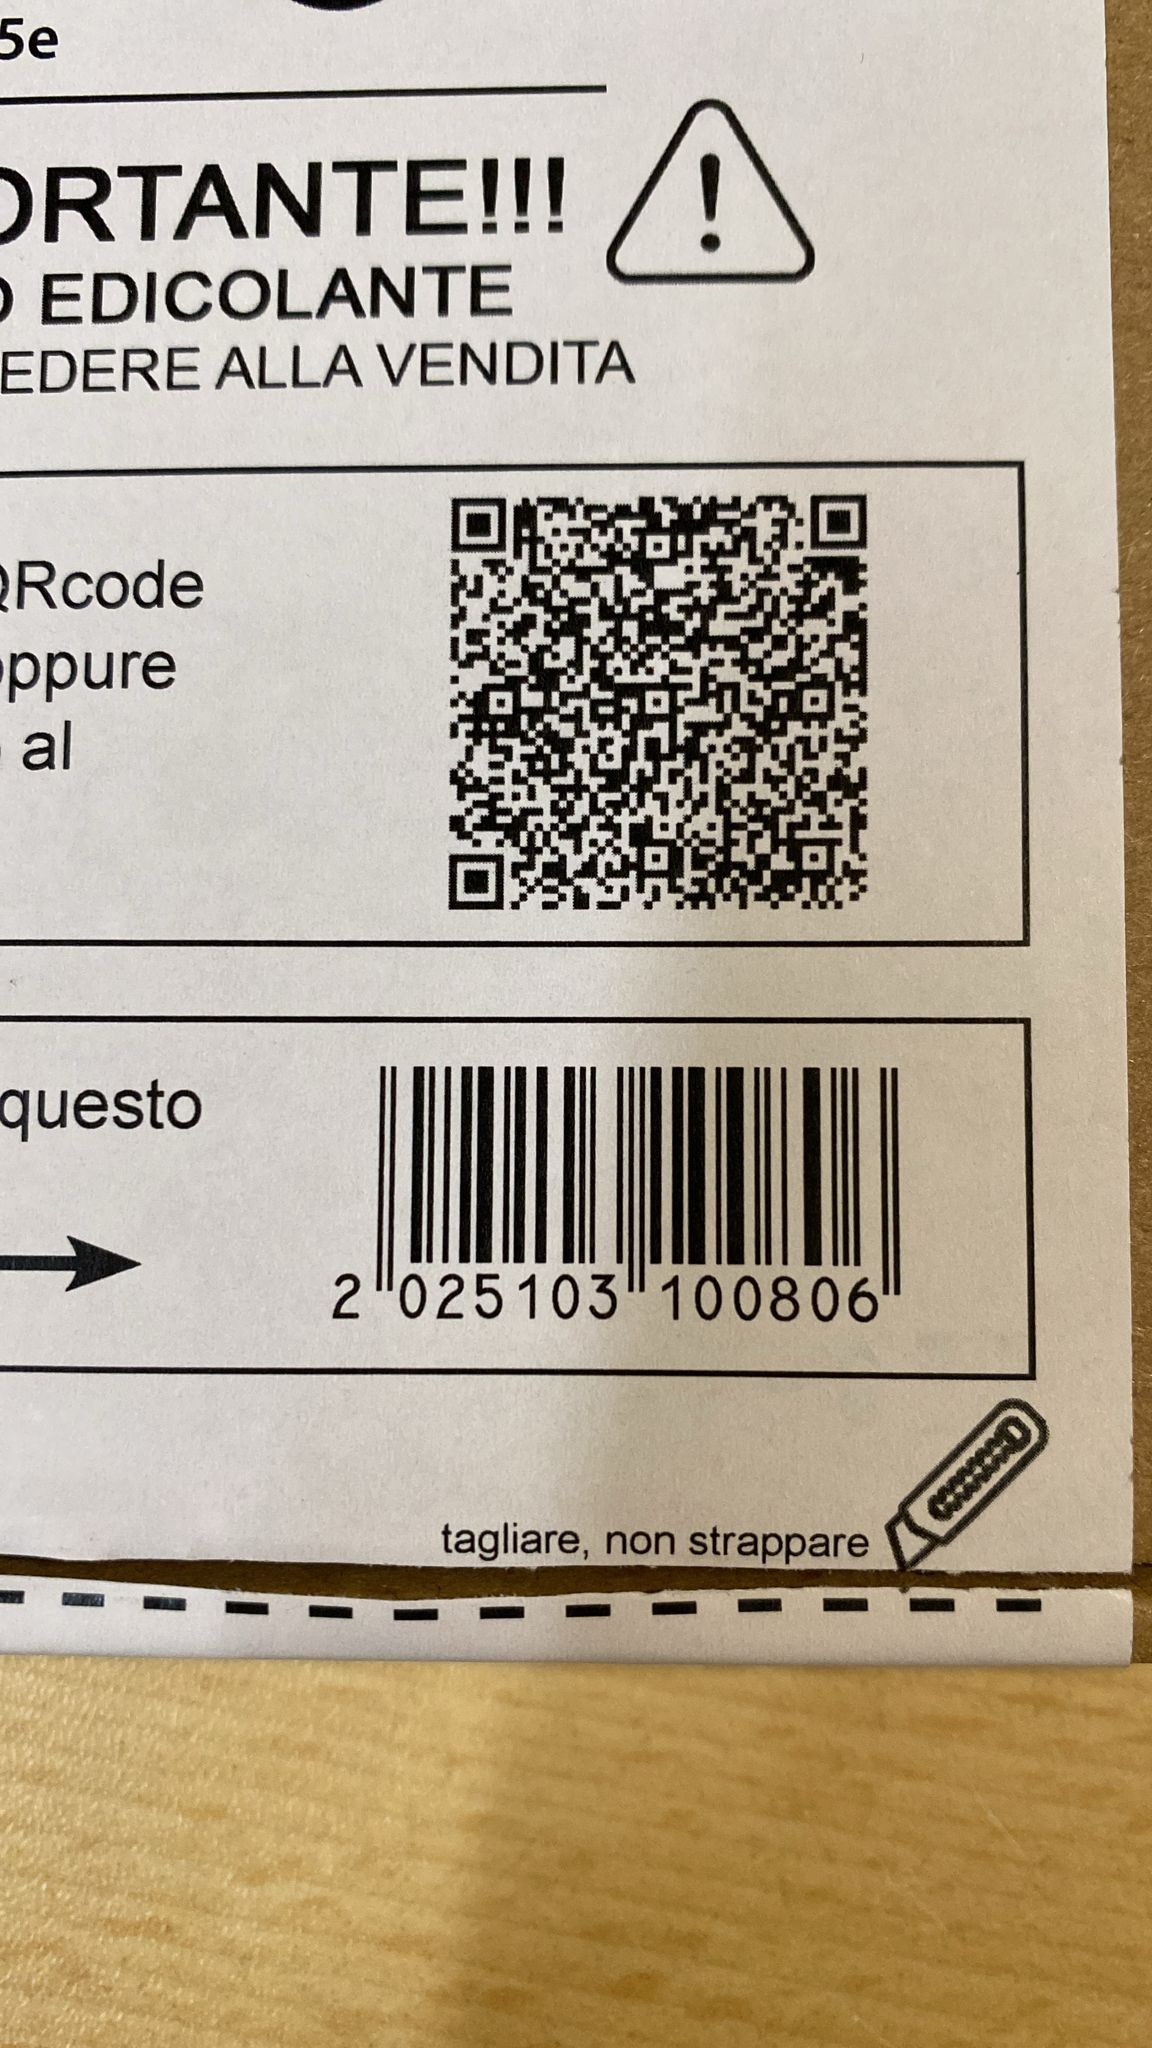 5e
ORTANTE!!!
O EDICOLANTE
EDERE ALLA VENDITA
QRcode
oppure
o al
questo
2 025103 100806
tagliare, non strappare